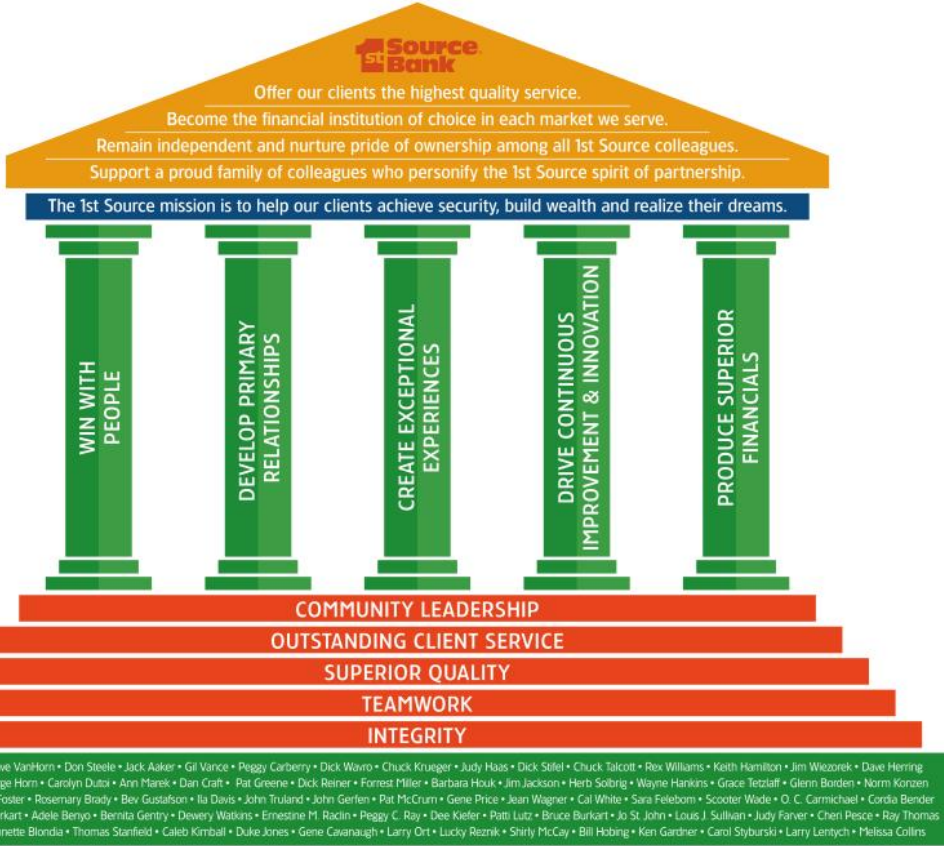 1st Source Bank
Offer our clients the highest quality service.
Become the financial institution of choice in each market we serve.
Remain independent and nurture pride of ownership among all 1st Source colleagues.
Support a proud family of colleagues who personify the 1st Source spirit of partnership.
The 1st Source mission is to help our clients achieve security, build wealth and realize their dreams.
WIN WITH
PEOPLE
DEVELOP PRIMARY
RELATIONSHIPS
CREATE EXCEPTIONAL
EXPERIENCES
DRIVE CONTINUOUS
IMPROVEMENT & INNOVATION
PRODUCE SUPERIOR
FINANCIALS
COMMUNITY LEADERSHIP
OUTSTANDING CLIENT SERVICE
SUPERIOR QUALITY
TEAMWORK
INTEGRITY
VanHorn • Don Steele • Jack Aaker • Gil Vance • Peggy Carberry • Dick Wavro • Chuck Krueger • Judy Haas • Dick Stifel • Chuck Talcott • Rex Williams • Keith Hamilton • Jim Wiezorek • Dave Herring
Horn • Carolyn Dutoi • Ann Marek • Dan Craft • Pat Greene • Dick Reiner • Forrest Miller • Barbara Houk • Jim Jackson • Herb Solbrig • Wayne Hankins • Grace Tetzlaff • Glenn Borden • Norm Konzen
Foster • Rosemary Brady • Bev Gustafson • Ila Davis • John Truland • John Gerfen • Pat McCrum • Gene Price • Jean Wagner • Cal White • Sara Felebom • Scooter Wade • O. C. Carmichael • Cordia Bender
• Adele Benyo • Bernita Gentry • Dewery Watkins • Ernestine M. Raclin • Peggy C. Ray • Dee Kiefer • Patti Lutz • Bruce Burkart • Jo St. John • Louis J. Sullivan • Judy Farver • Cheri Pesce • Ray Thomas
Blondia • Thomas Stanfield • Caleb Kimball • Duke Jones • Gene Cavanaugh • Larry Ort • Lucky Reznik • Shirly McCay • Bill Hobing • Ken Gardner • Carol Styburski • Larry Lentych • Melissa Collins